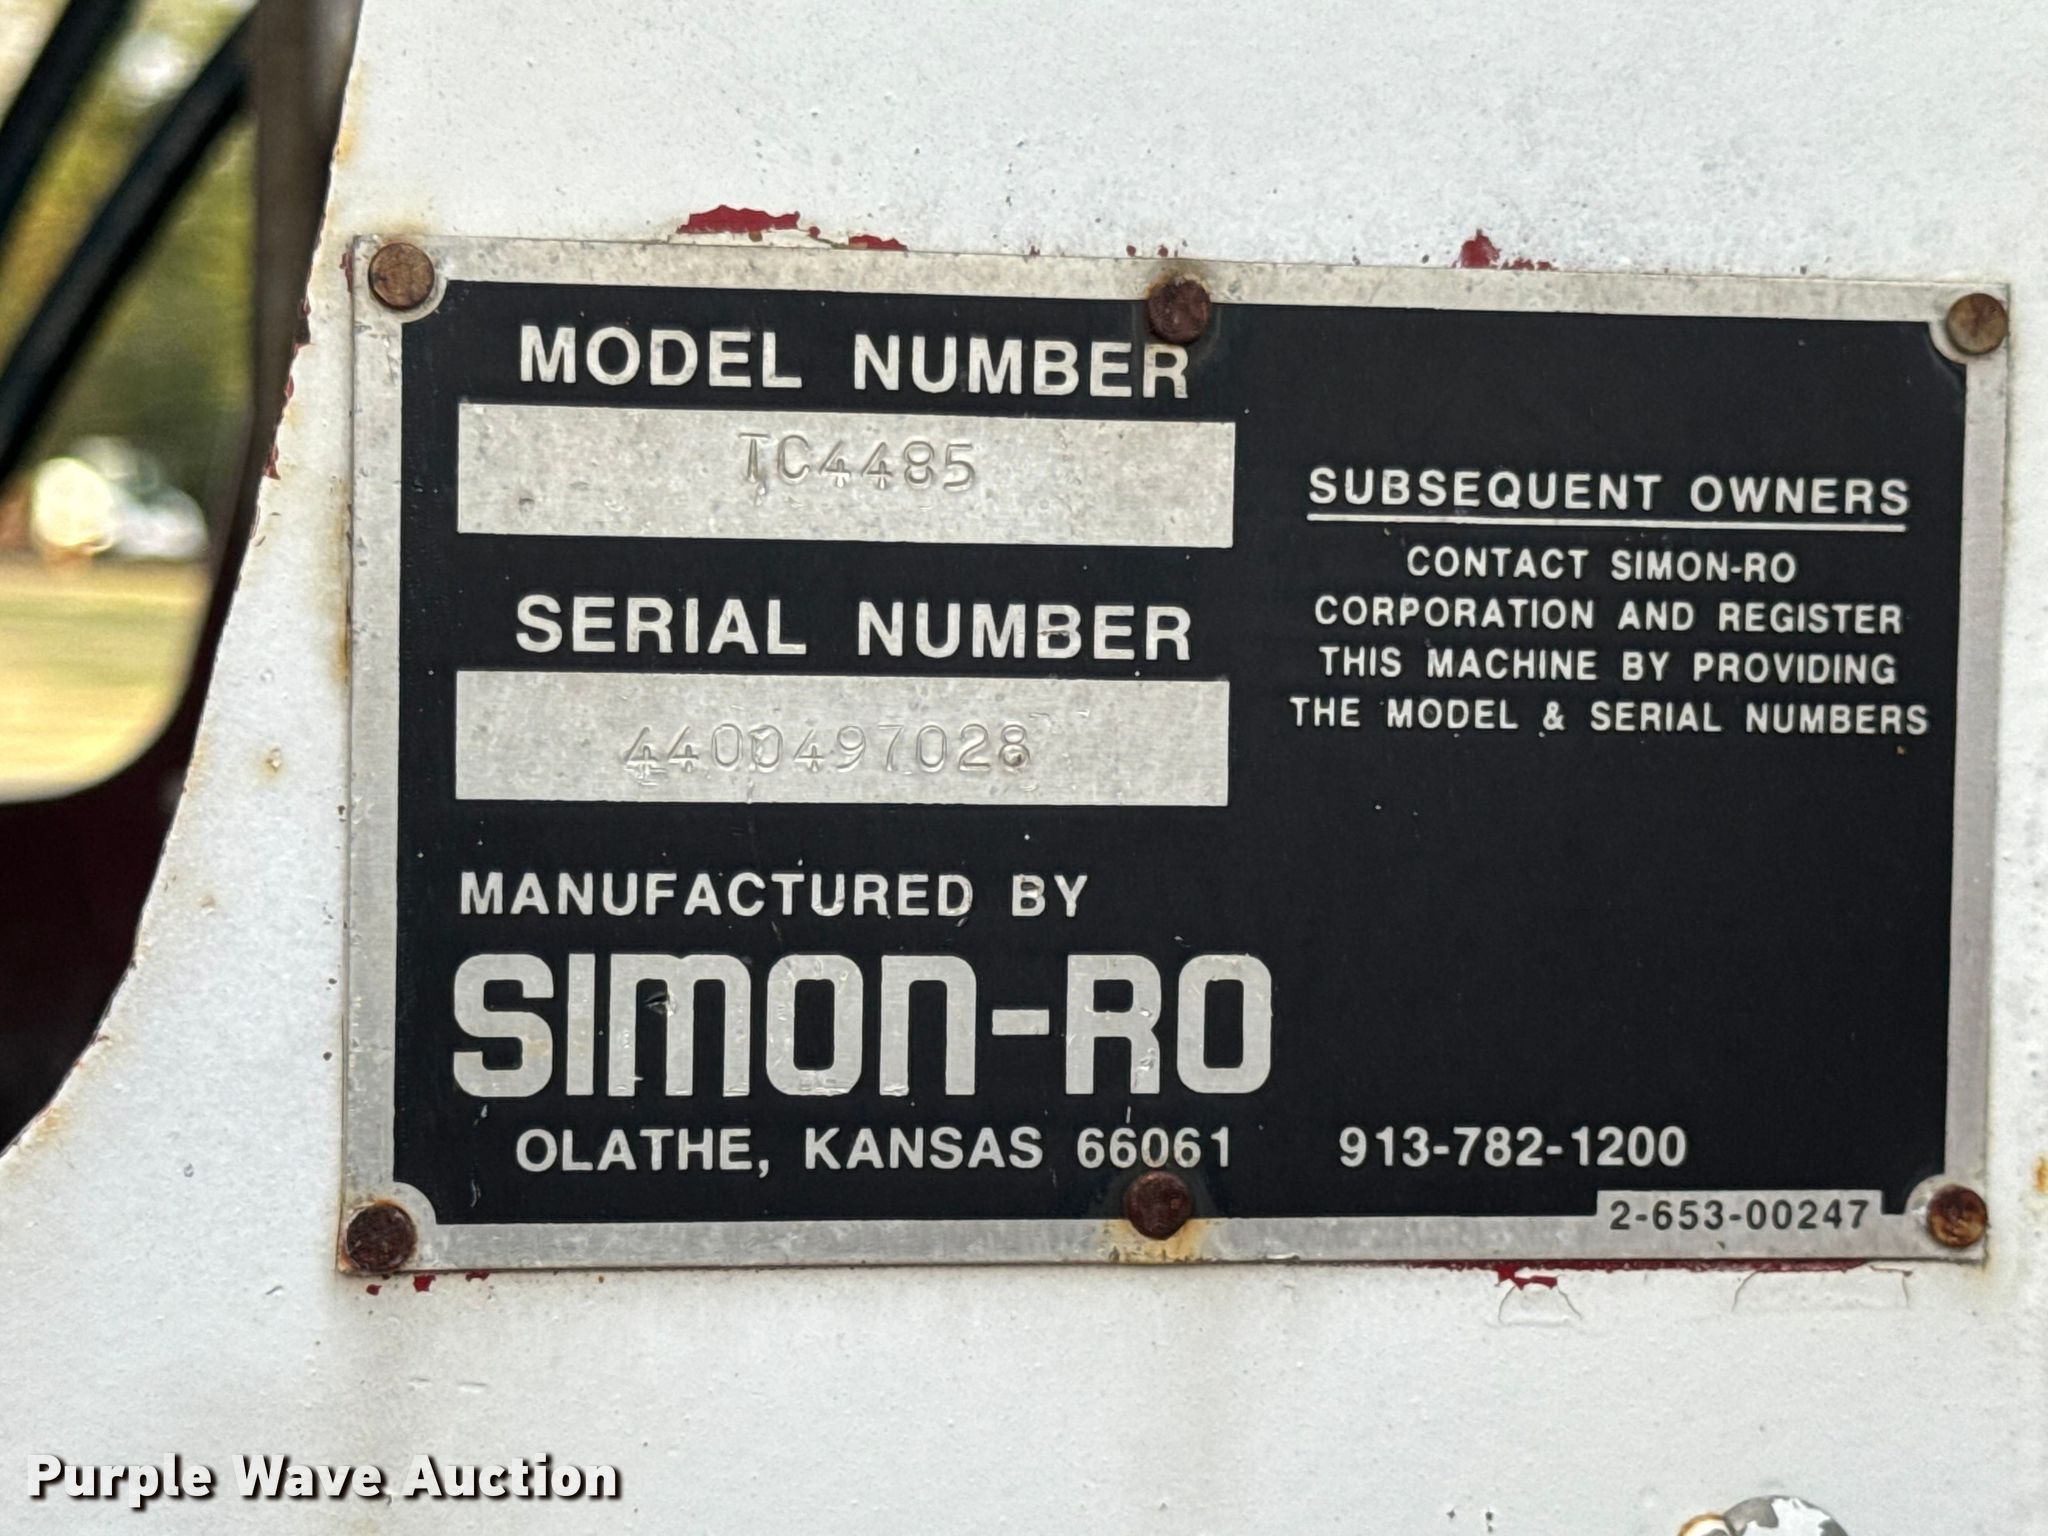 MODEL NUMBER
TC4485
SERIAL NUMBER
4400497028
MANUFACTURED BY
SIMON-RO
OLATHE, KANSAS 66061 913-782-1200
SUBSEQUENT OWNERS
CONTACT SIMON-RO
CORPORATION AND REGISTER
THIS MACHINE BY PROVIDING
THE MODEL & SERIAL NUMBERS
2-653-00247
Purple Wave Auction